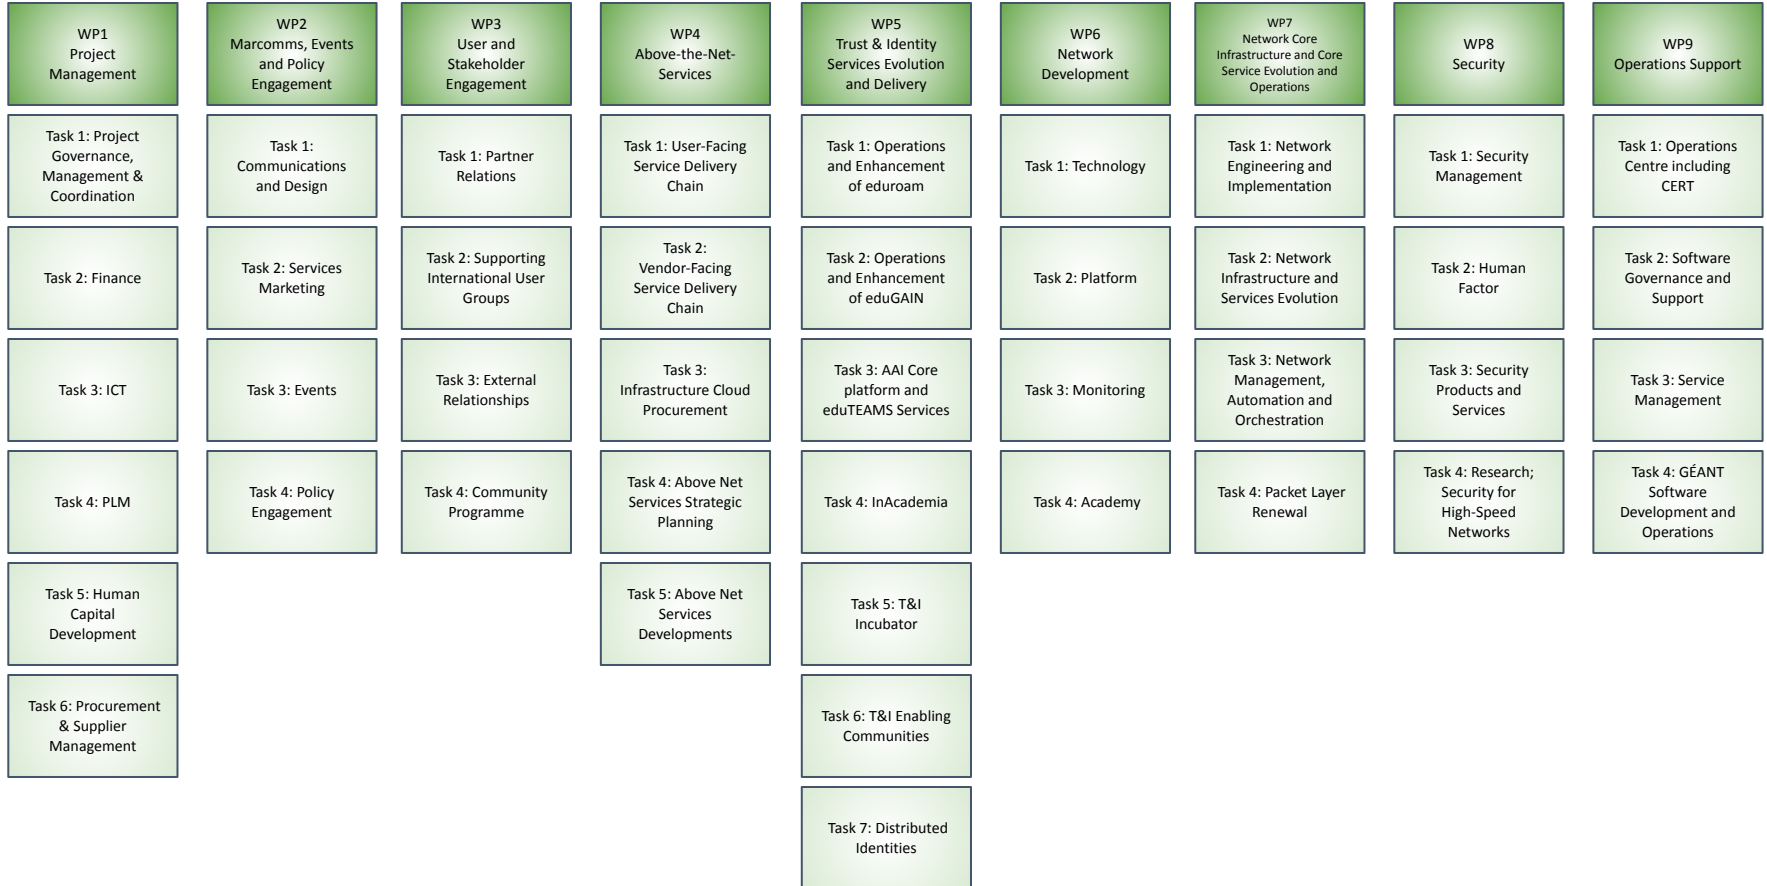 WP1
Project
Management
WP2
Marcomms, Events
and Policy
Engagement
WP3
User and
Stakeholder
Engagement
WP4
Above-the-Net-
Services
WP5
Trust & Identity
Services Evolution
and Delivery
WP6
Network
Development
WP7
Network Core
Infrastructure and Core
Service Evolution and
Operations
WP8
Security
WP9
Operations Support
Task 1: Project
Governance,
Management &
Coordination
Task 1:
Communications
and Design
Task 1: Partner
Relations
Task 1: User-Facing
Service Delivery
Chain
Task 1: Operations
and Enhancement
of eduroam
Task 1: Technology
Task 1: Network
Engineering and
Implementation
Task 1: Security
Management
Task 1: Operations
Centre including
CERT
Task 2: Finance
Task 2: Services
Marketing
Task 2: Supporting
International User
Groups
Task 2:
Vendor-Facing
Service Delivery
Chain
Task 2: Operations
and Enhancement
of eduGAIN
Task 2: Platform
Task 2: Network
Infrastructure and
Services Evolution
Task 2: Human
Factor
Task 2: Software
Governance and
Support
Task 3: ICT
Task 3: Events
Task 3: External
Relationships
Task 3:
Infrastructure Cloud
Procurement
Task 3: AAI Core
platform and
eduTEAMS Services
Task 3: Monitoring
Task 3: Network
Management,
Automation and
Orchestration
Task 3: Security
Products and
Services
Task 3: Service
Management
Task 4: PLM
Task 4: Policy
Engagement
Task 4: Community
Programme
Task 4: Above Net
Services Strategic
Planning
Task 4: InAcademia
Task 4: Academy
Task 4: Packet Layer
Renewal
Task 4: Research;
Security for
High-Speed
Networks
Task 4: GÉANT
Software
Development and
Operations
Task 5: Human
Capital
Development
Task 5: Above Net
Services
Developments
Task 5: T&I
Incubator
Task 6: Procurement
& Supplier
Management
Task 6: T&I Enabling
Communities
Task 7: Distributed
Identities